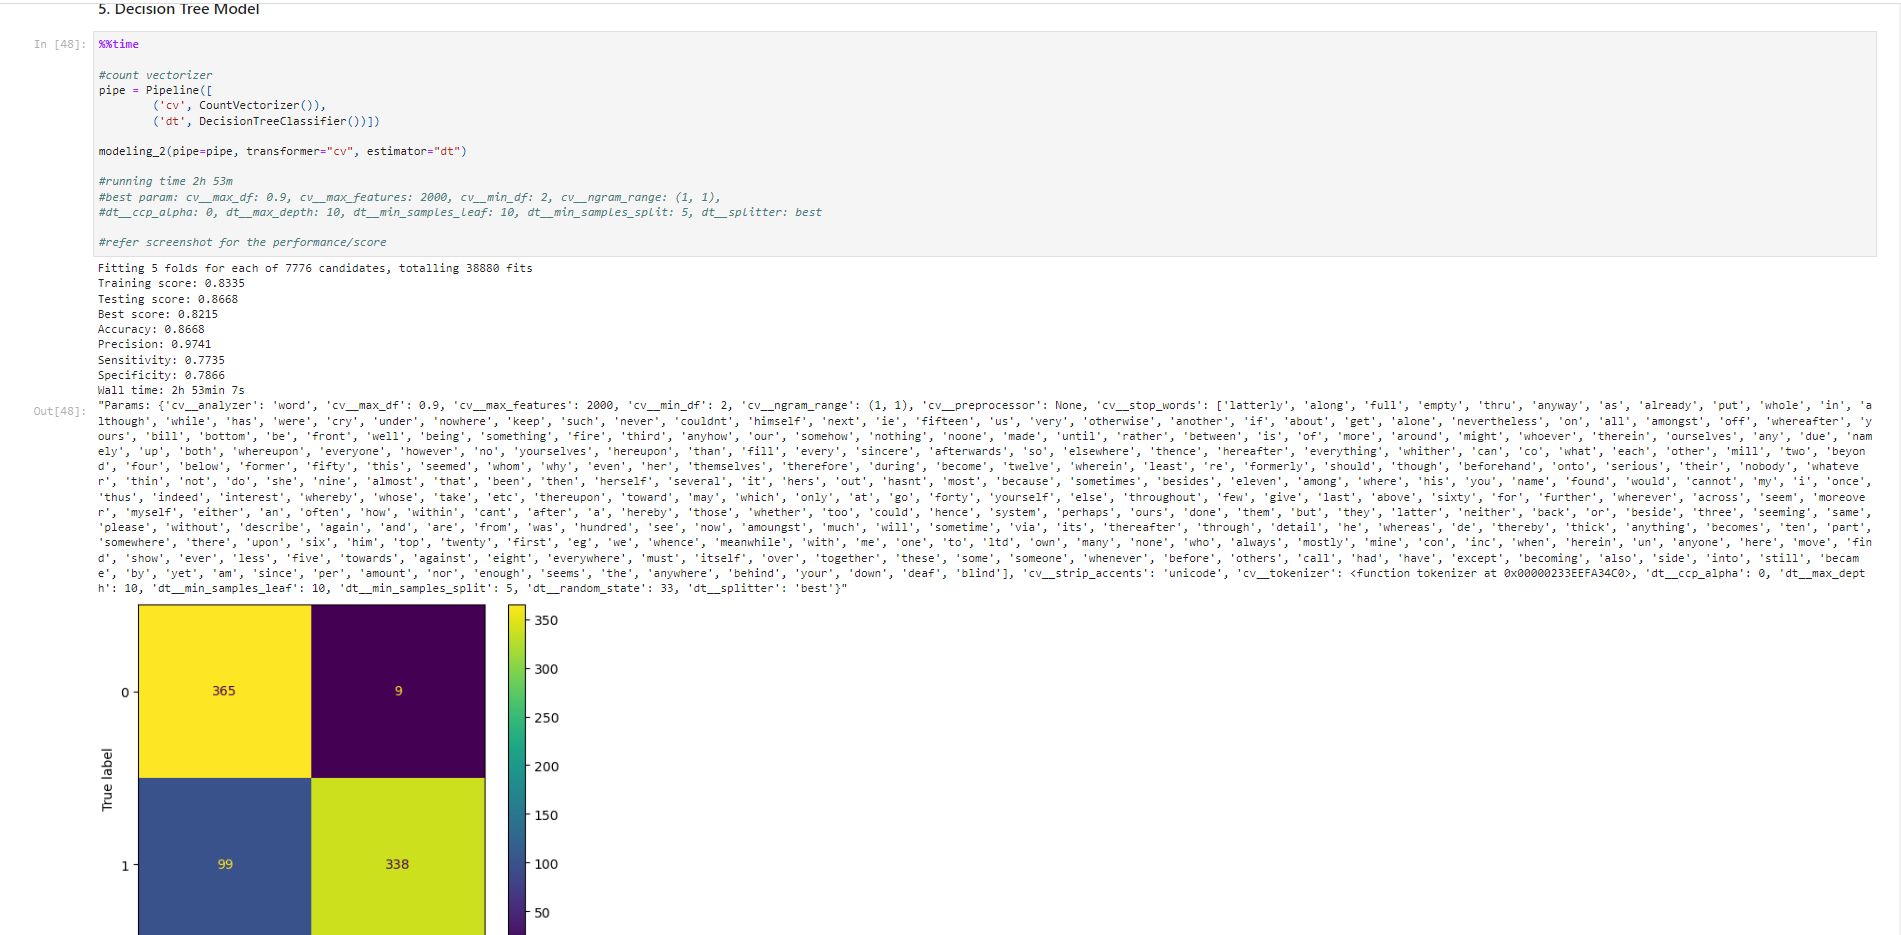 5. Decision Tree Model
In [48]:
%%time
#count vectorizer
pipe = Pipeline([
('cv', CountVectorizer()),
('dt', DecisionTreeClassifier())])
modeling_2(pipe=pipe, transformer="cv", estimator="dt")
#running time 2h 53m
#best param: cv__max_df: 0.9, cv__max_features: 2000, cv__min_df: 2, cv__ngram_range: (1, 1),
#dt__ccp_alpha: 0, dt__max_depth: 10, dt__min_samples_leaf: 10, dt__min_samples_split: 5, dt__splitter: best
#refer screenshot for the performance/score
Fitting 5 folds for each of 7776 candidates, totalling 38880 fits
Training score: 0.8335
Testing score: 0.8668
Best score: 0.8215
Accuracy: 0.8668
Precision: 0.9741
Sensitivity: 0.7735
Specificity: 0.7866
Wall time: 2h 53min 7s
Out[48]:
"Params: {'cv__analyzer': 'word', 'cv__max_df': 0.9, 'cv__max_features': 2000, 'cv__min_df': 2, 'cv__ngram_range': (1, 1), 'cv__preprocessor': None, 'cv__stop_words': ['latterly', 'along', 'full', 'empty', 'thru', 'anyway', 'as', 'already', 'put', 'whole', 'in', 'a
lthough', 'while', 'has', 'were', 'cry', 'under', 'nowhere', 'keep', 'such', 'never', 'couldnt', 'himself', 'next', 'ie', 'fifteen', 'us', 'very', 'otherwise', 'another', 'if', 'about', 'get', 'alone', 'nevertheless', 'on', 'all', 'amongst', 'off', 'whereafter', 'y
ours', 'bill', 'bottom', 'be', 'front', 'well', 'being', 'something', 'fire', 'third', 'anyhow', 'our', 'somehow', 'nothing', 'noone', 'made', 'until', 'rather', 'between', 'is', 'of', 'more', 'around', 'might', 'whoever', 'therein', 'ourselves', 'any', 'due', 'nam
ely', 'up', 'both', 'whereupon', 'everyone', 'however', 'no', 'yourselves', 'hereupon', 'than', 'fill', 'every', 'sincere', 'afterwards', 'so', 'elsewhere', 'thence', 'hereafter', 'everything', 'whither', 'can', 'co', 'what', 'each', 'other', 'mill', 'two', 'beyon
d', 'four', 'below', 'former', 'fifty', 'this', 'seemed', 'whom', 'why', 'even', 'her', 'themselves', 'therefore', 'during', 'become', 'twelve', 'wherein', 'least', 're', 'formerly', 'should', 'though', 'beforehand', 'onto', 'serious', 'their', 'nobody', 'whateve
r', 'thin', 'not', 'do', 'she', 'nine', 'almost', 'that', 'been', 'then', 'herself', 'several', 'it', 'hers', 'out', 'hasnt', 'most', 'because', 'sometimes', 'besides', 'eleven', 'among', 'where', 'his', 'you', 'name', 'found', 'would', 'cannot', 'my', 'i', 'once',
'thus', 'indeed', 'interest', 'whereby', 'whose', 'take', 'etc', 'thereupon', 'toward', 'may', 'which', 'only', 'at', 'go', 'forty', 'yourself', 'else', 'throughout', 'few', 'give', 'last', 'above', 'sixty', 'for', 'further', 'wherever', 'across', 'seem', 'moreove
r', 'myself', 'either', 'an', 'often', 'how', 'within', 'cant', 'after', 'a', 'hereby', 'those', 'whether', 'too', 'could', 'hence', 'system', 'perhaps', 'ours', 'done', 'them', 'but', 'they', 'latter', 'neither', 'back', 'or', 'beside', 'three', 'seeming', 'same',
'please', 'without', 'describe', 'again', 'and', 'are', 'from', 'was', 'hundred', 'see', 'now', 'amoungst', 'much', 'will', 'sometime', 'via', 'its', 'thereafter', 'through', 'detail', 'he', 'whereas', 'de', 'thereby', 'thick', 'anything', 'becomes', 'ten', 'part',
'somewhere', 'there', 'upon', 'six', 'him', 'top', 'twenty', 'first', 'eg', 'we', 'whence', 'meanwhile', 'with', 'me', 'one', 'to', 'ltd', 'own', 'many', 'none', 'who', 'always', 'mostly', 'mine', 'con', 'inc', 'when', 'herein', 'un', 'anyone', 'here', 'move', 'fin
d', 'show', 'ever', 'less', 'five', 'towards', 'against', 'eight', 'everywhere', 'must', 'itself', 'over', 'together', 'these', 'some', 'someone', 'whenever', 'before', 'others', 'call', 'had', 'have', 'except', 'becoming', 'also', 'side', 'into', 'still', 'becam
e', 'by', 'yet', 'am', 'since', 'per', 'amount', 'nor', 'enough', 'seems', 'the', 'anywhere', 'behind', 'your', 'down', 'deaf', 'blind'], 'cv__strip_accents': 'unicode', 'cv__tokenizer': <function tokenizer at 0x00000233EEFA34C0>, 'dt__ccp_alpha': 0, 'dt__max_dept
h': 10, 'dt__min_samples_leaf': 10, 'dt__min_samples_split': 5, 'dt__random_state': 33, 'dt__splitter': 'best'}"
350
300
250
200
150
100
50
0
365
9
True label
1
99
338